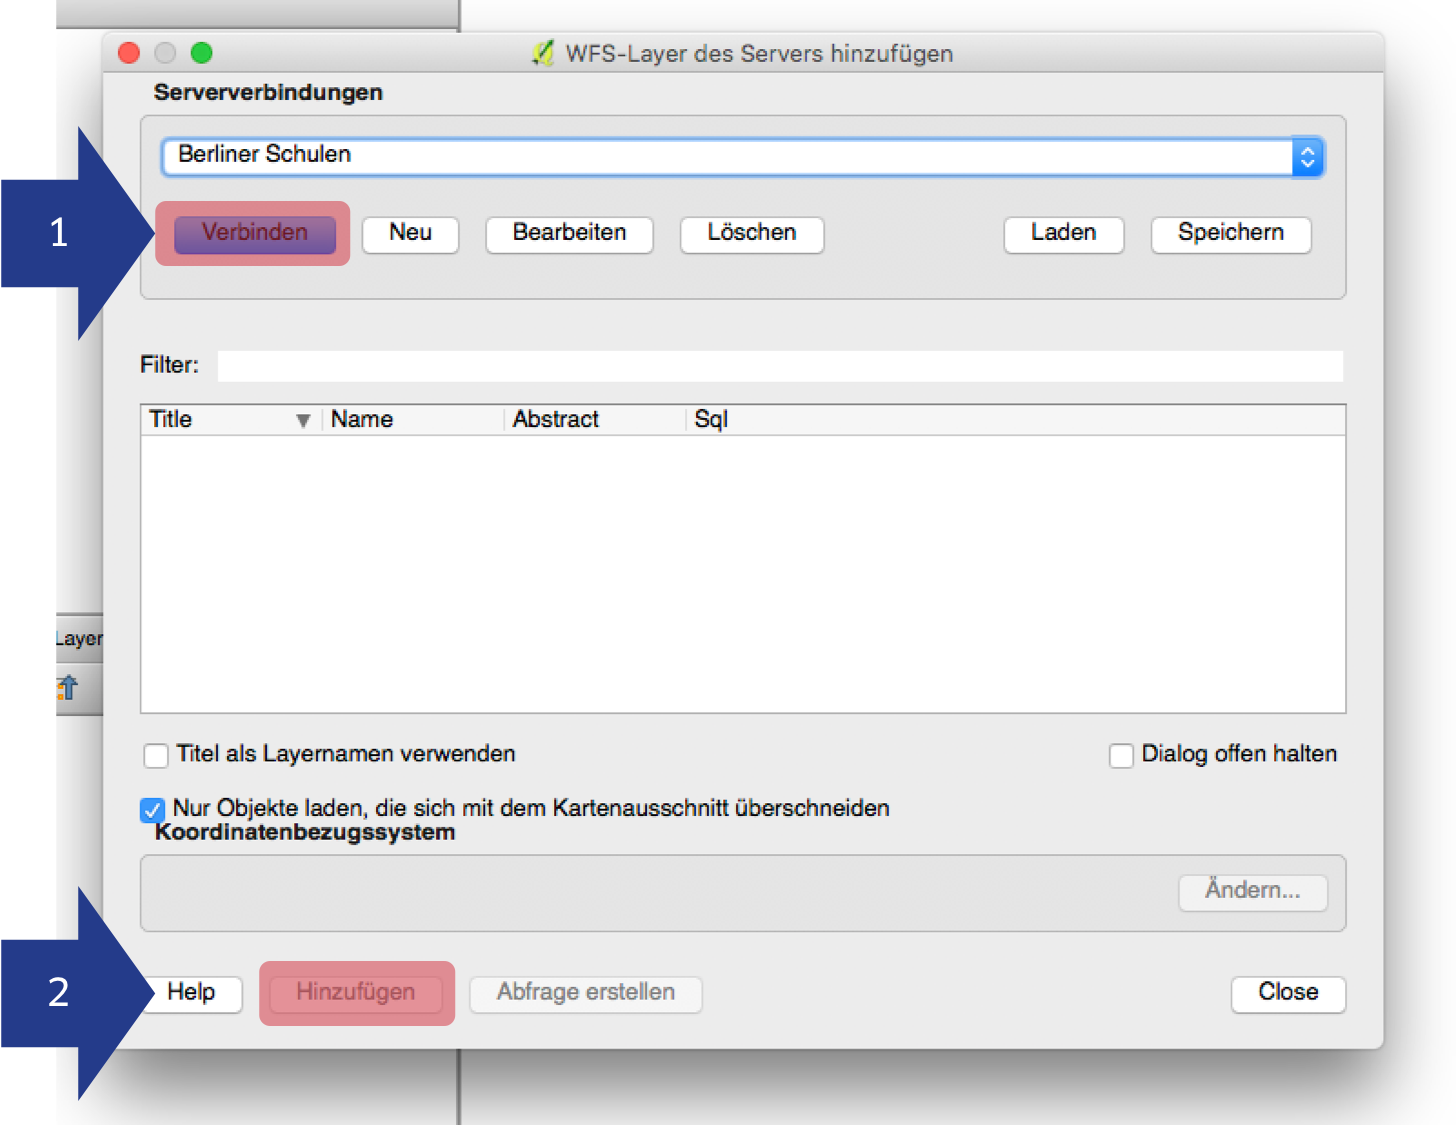 WFS-Layer des Servers hinzufügen
Serververbindungen
Berliner Schulen
1
Verbinden Neu Bearbeiten Löschen Laden Speichern
Filter:
Title Name Abstract Sql
Layer
Titel als Layernamen verwenden Dialog offen halten
Nur Objekte laden, die sich mit dem Kartenausschnitt überschneiden
Koordinatenbezugssystem
Ändern...
2
Help Hinzufügen Abfrage erstellen Close